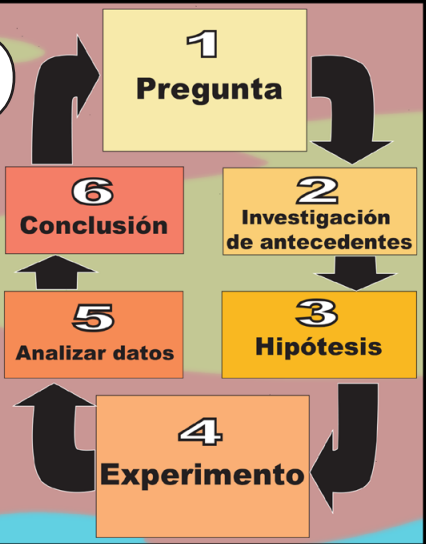 1
Pregunta
2
Investigación
de antecedentes
3
Hipótesis
4
Experimento
5
Analizar datos
6
Conclusión